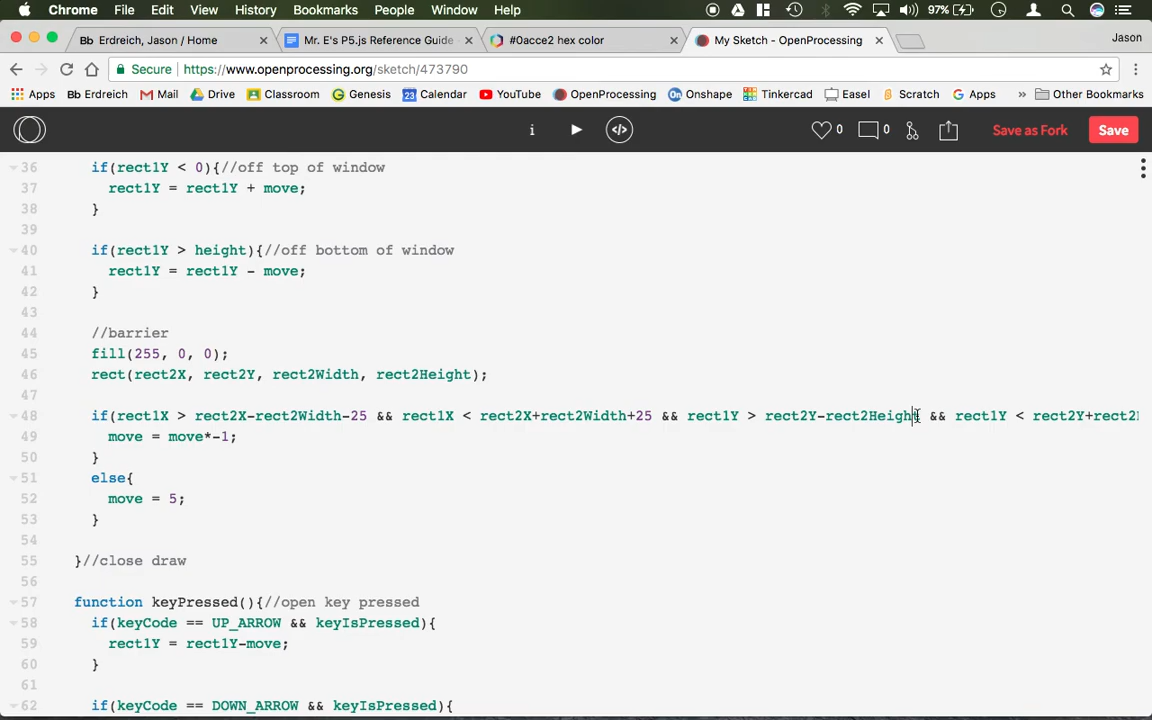 Chrome File Edit View History Bookmarks People Window Help 97%
Bb Erdreich, Jason / Home Mr. E's P5.js Reference Guide - #0acce2 hex color My Sketch - OpenProcessing Jason
Secure https://www.openprocessing.org/sketch/473790
Apps Bb Erdreich Mail Drive Classroom Genesis 23 Calendar YouTube OpenProcessing Onshape Tinkercad Easel Scratch Apps » Other Bookmarks
i 0 0 Save as Fork Save
36 if(rect1Y < 0){//off top of window
37 rect1Y = rect1Y + move;
38 }
39
40 if(rect1Y > height){//off bottom of window
41 rect1Y = rect1Y - move;
42 }
43
44 //barrier
45 fill(255, 0, 0);
46 rect(rect2X, rect2Y, rect2Width, rect2Height);
47
48 if(rect1X > rect2X-rect2Width-25 && rect1X < rect2X+rect2Width+25 && rect1Y > rect2Y-rect2Height && rect1Y < rect2Y+rect2
49 move = move*-1;
50 }
51 else{
52 move = 5;
53 }
54
55 }//close draw
56
57 function keyPressed(){//open key pressed
58 if(keyCode == UP_ARROW && keyIsPressed){
59 rect1Y = rect1Y-move;
60 }
61
62 if(keyCode == DOWN_ARROW && keyIsPressed){